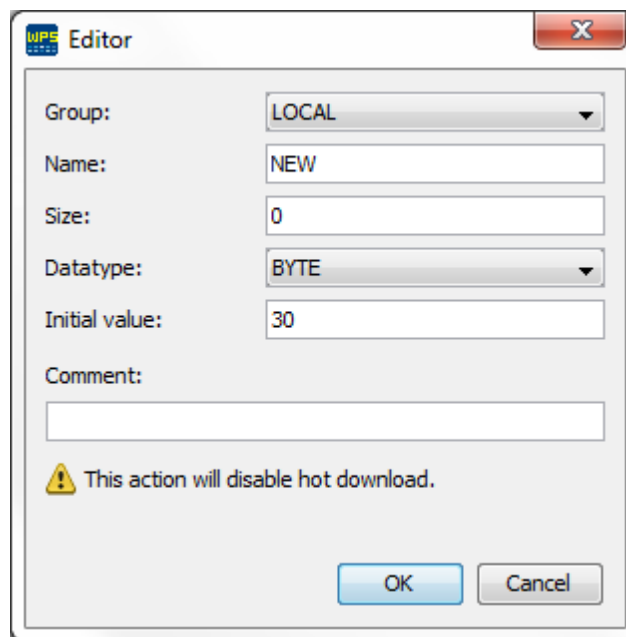 WPS Editor
Group: LOCAL
Name: NEW
Size: 0
Datatype: BYTE
Initial value: 30
Comment:
This action will disable hot download.
OK Cancel